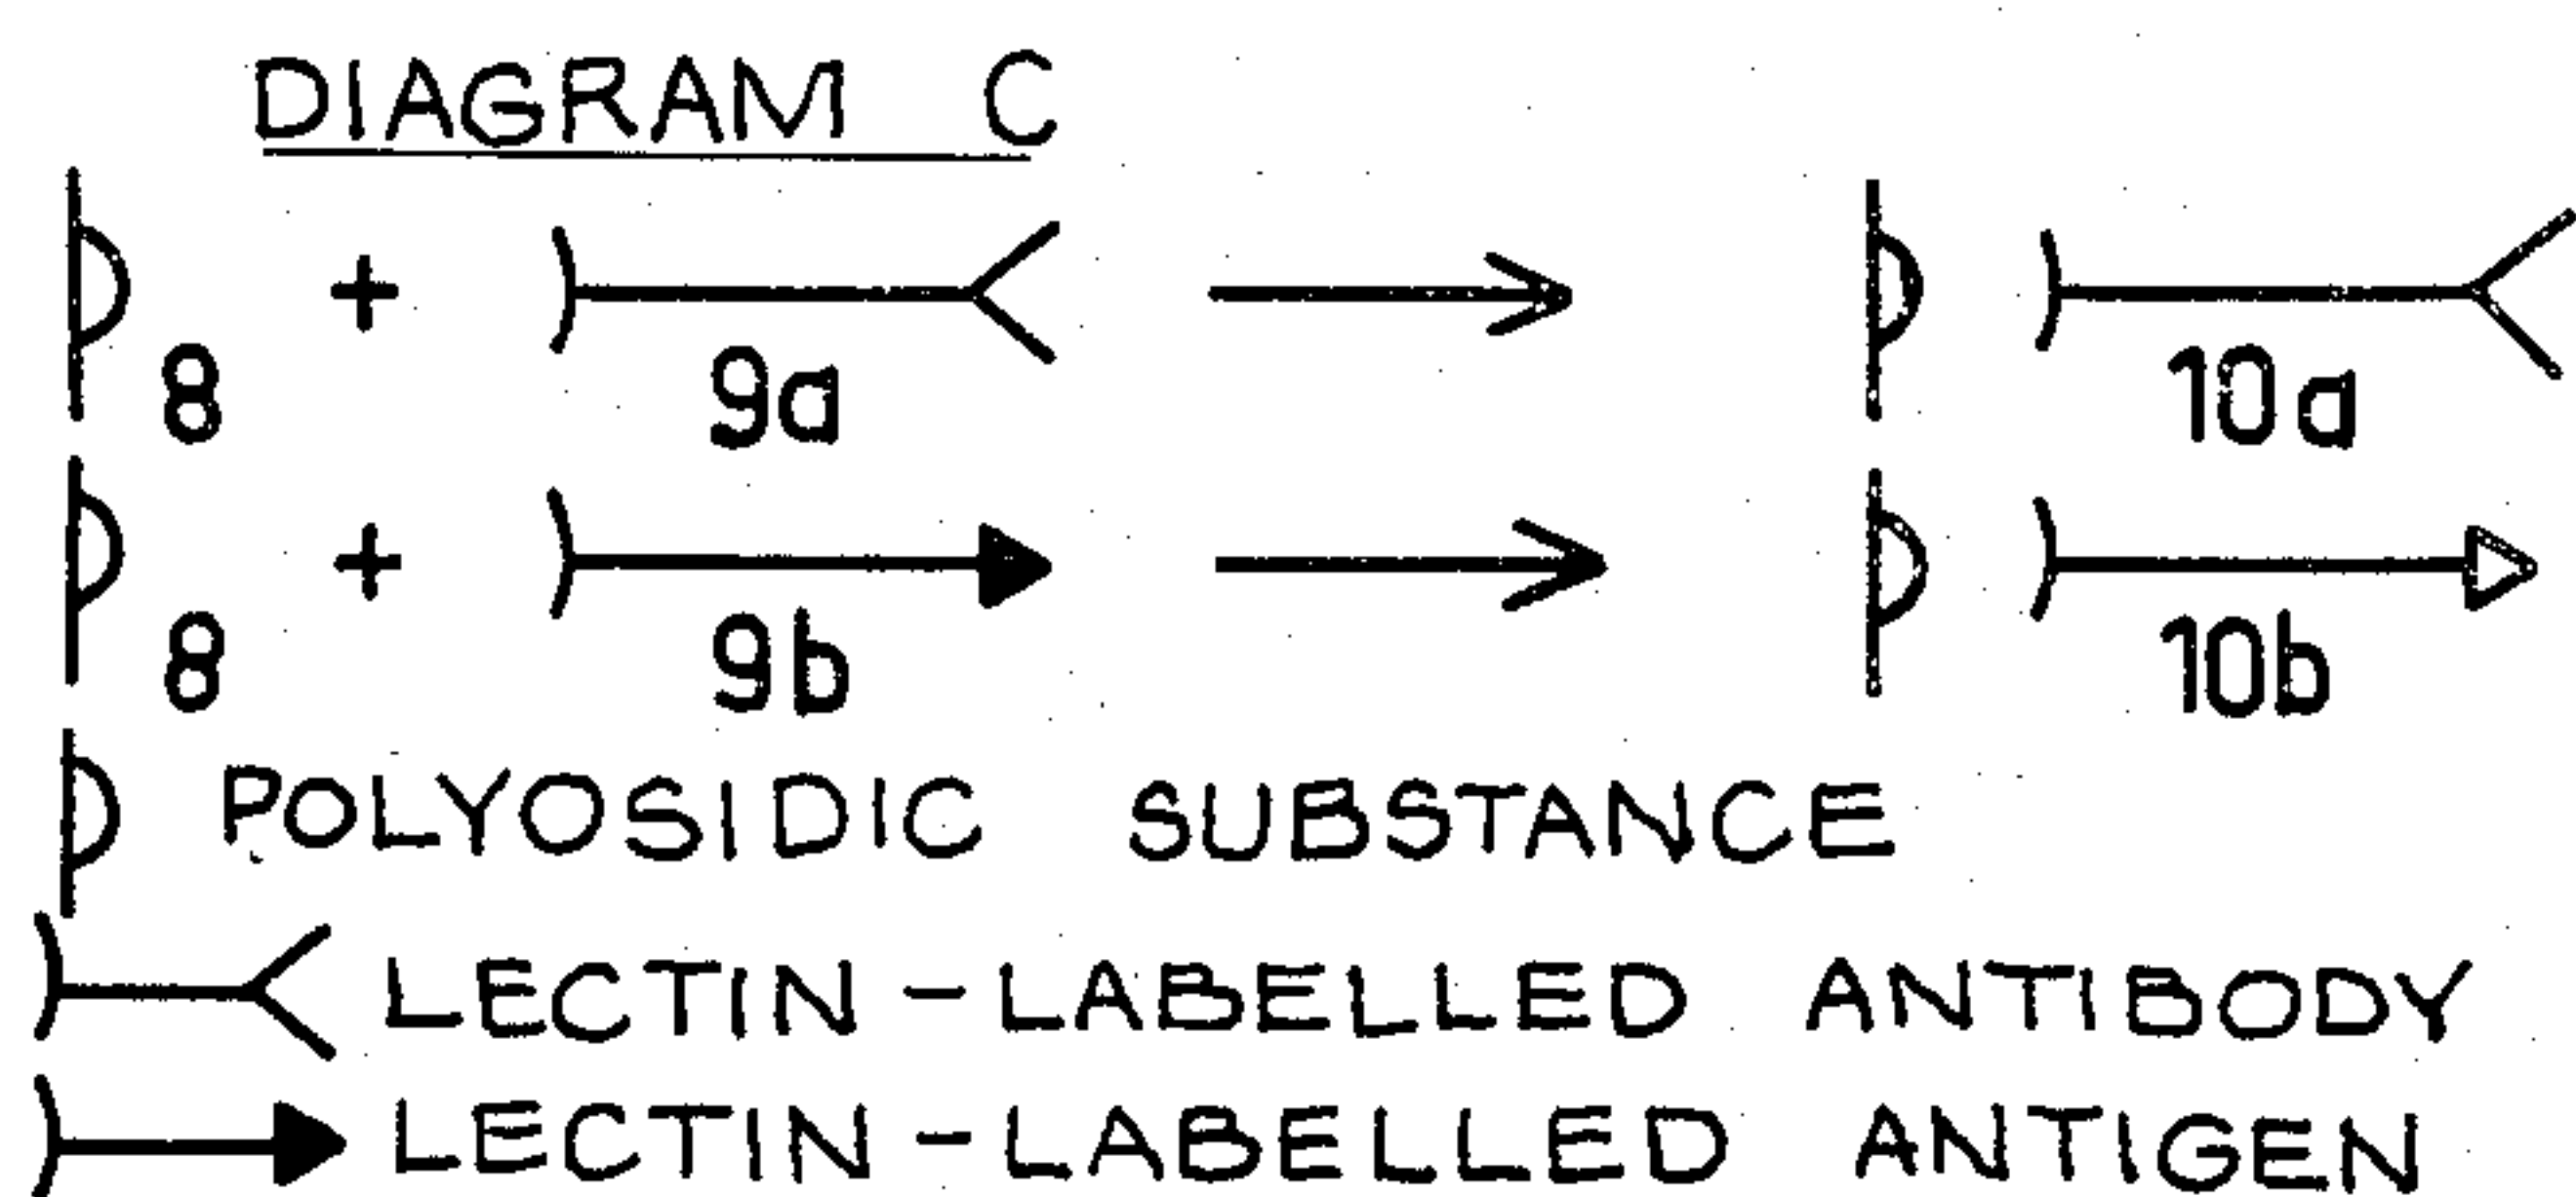 DIAGRAM C
+ 
8 9a 10a
+
8 9b 10b
POLYOSIDIC SUBSTANCE
LECTIN-LABELLED ANTIBODY
LECTIN-LABELLED ANTIGEN